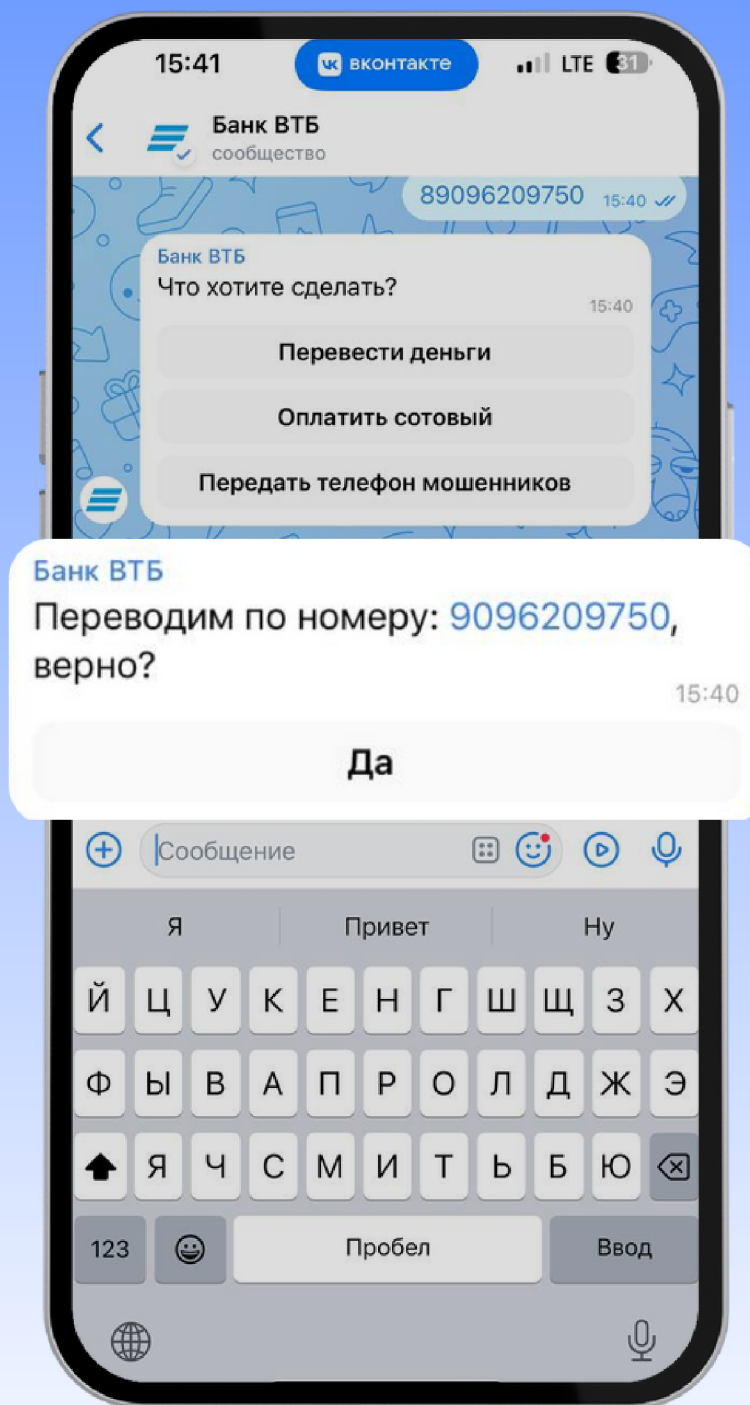 15:41
вконтакте
LTE
31
Банк ВТБ
сообщество
89096209750 15:40
Банк ВТБ
Что хотите сделать?
15:40
Перевести деньги
Оплатить сотовый
Передать телефон мошенников
Банк ВТБ
Переводим по номеру: 9096209750,
верно?
15:40
Да
Сообщение
Я Привет Ну
Й Ц У К Е Н Г Ш Щ З Х
Ф Ы В А П Р О Л Д Ж Э
Я Ч С М И Т Ь Б Ю
123 Пробел Ввод